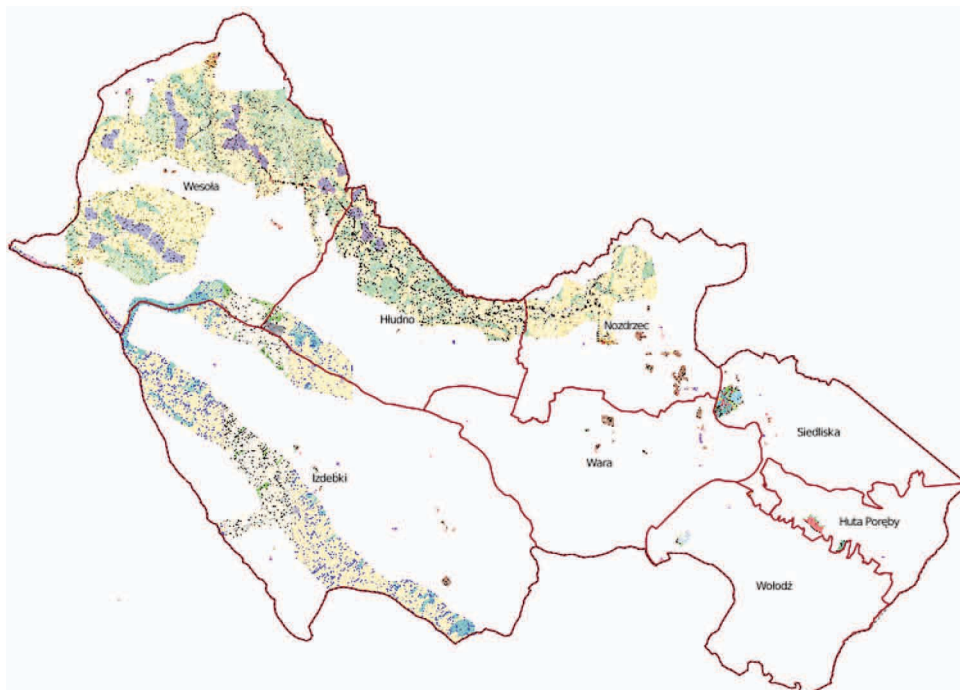 Wesoła
Hłudno
Nozdrzec
Siedliska
Izdebki
Wara
Huta Poręby
Wołodź